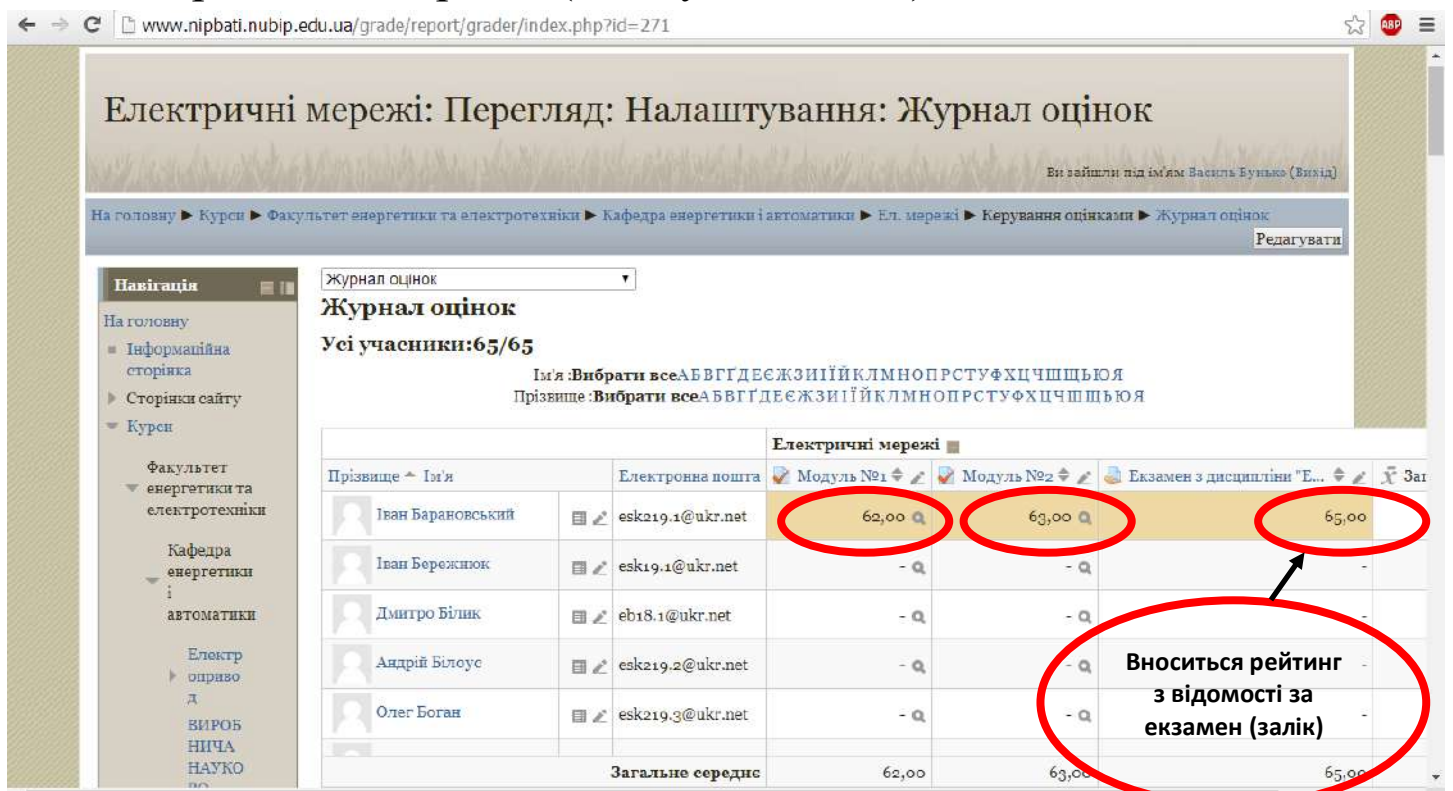 www.nipbati.nubip.edu.ua/grade/report/grader/index.php?id=271
ABP
Електричні мережі: Перегляд: Налаштування: Журнал оцінок
Ви зайшли під ім'ям Василь Бунько (Вихід)
На головну ► Курси ► Факультет енергетики та електротехніки ► Кафедра енергетики і автоматики ► Ел. мережі ► Керування оцінками ► Журнал оцінок
Редагувати
Навігація
На головну
Інформаційна
сторінка
Сторінки сайту
Курси
Факультет
енергетики та
електротехніки
Кафедра
енергетики
і
автоматики
Електр
оприво
д
ВИРОБ
НИЧА
НАУКО
Журнал оцінок
Журнал оцінок
Усі учасники:65/65
Ім'я :Вибрати всеАБВГҐДЕЄЖЗИІЇЙКЛМНОПРСТУФХЦЧШЩЬЮЯ
Прізвище :Вибрати всеАБВГҐДЕЄЖЗИІЇЙКЛМНОПРСТУФХЦЧШЩЬЮЯ
Електричні мережі
Прізвище Ім'я Електронна пошта Модуль №1 Модуль №2 Екзамен з дисципліни "Е... x̄ Заг
Іван Барановський esk219.1@ukr.net 62,00 63,00 65,00
Іван Бережнюк esk19.1@ukr.net - - -
Дмитро Білик eb18.1@ukr.net - - -
Андрій Білоус esk219.2@ukr.net - - -
Олег Боган esk219.3@ukr.net - - -
Загальне середнє 62,00 63,00 65,00
Вноситься рейтинг
з відомості за
екзамен (залік)